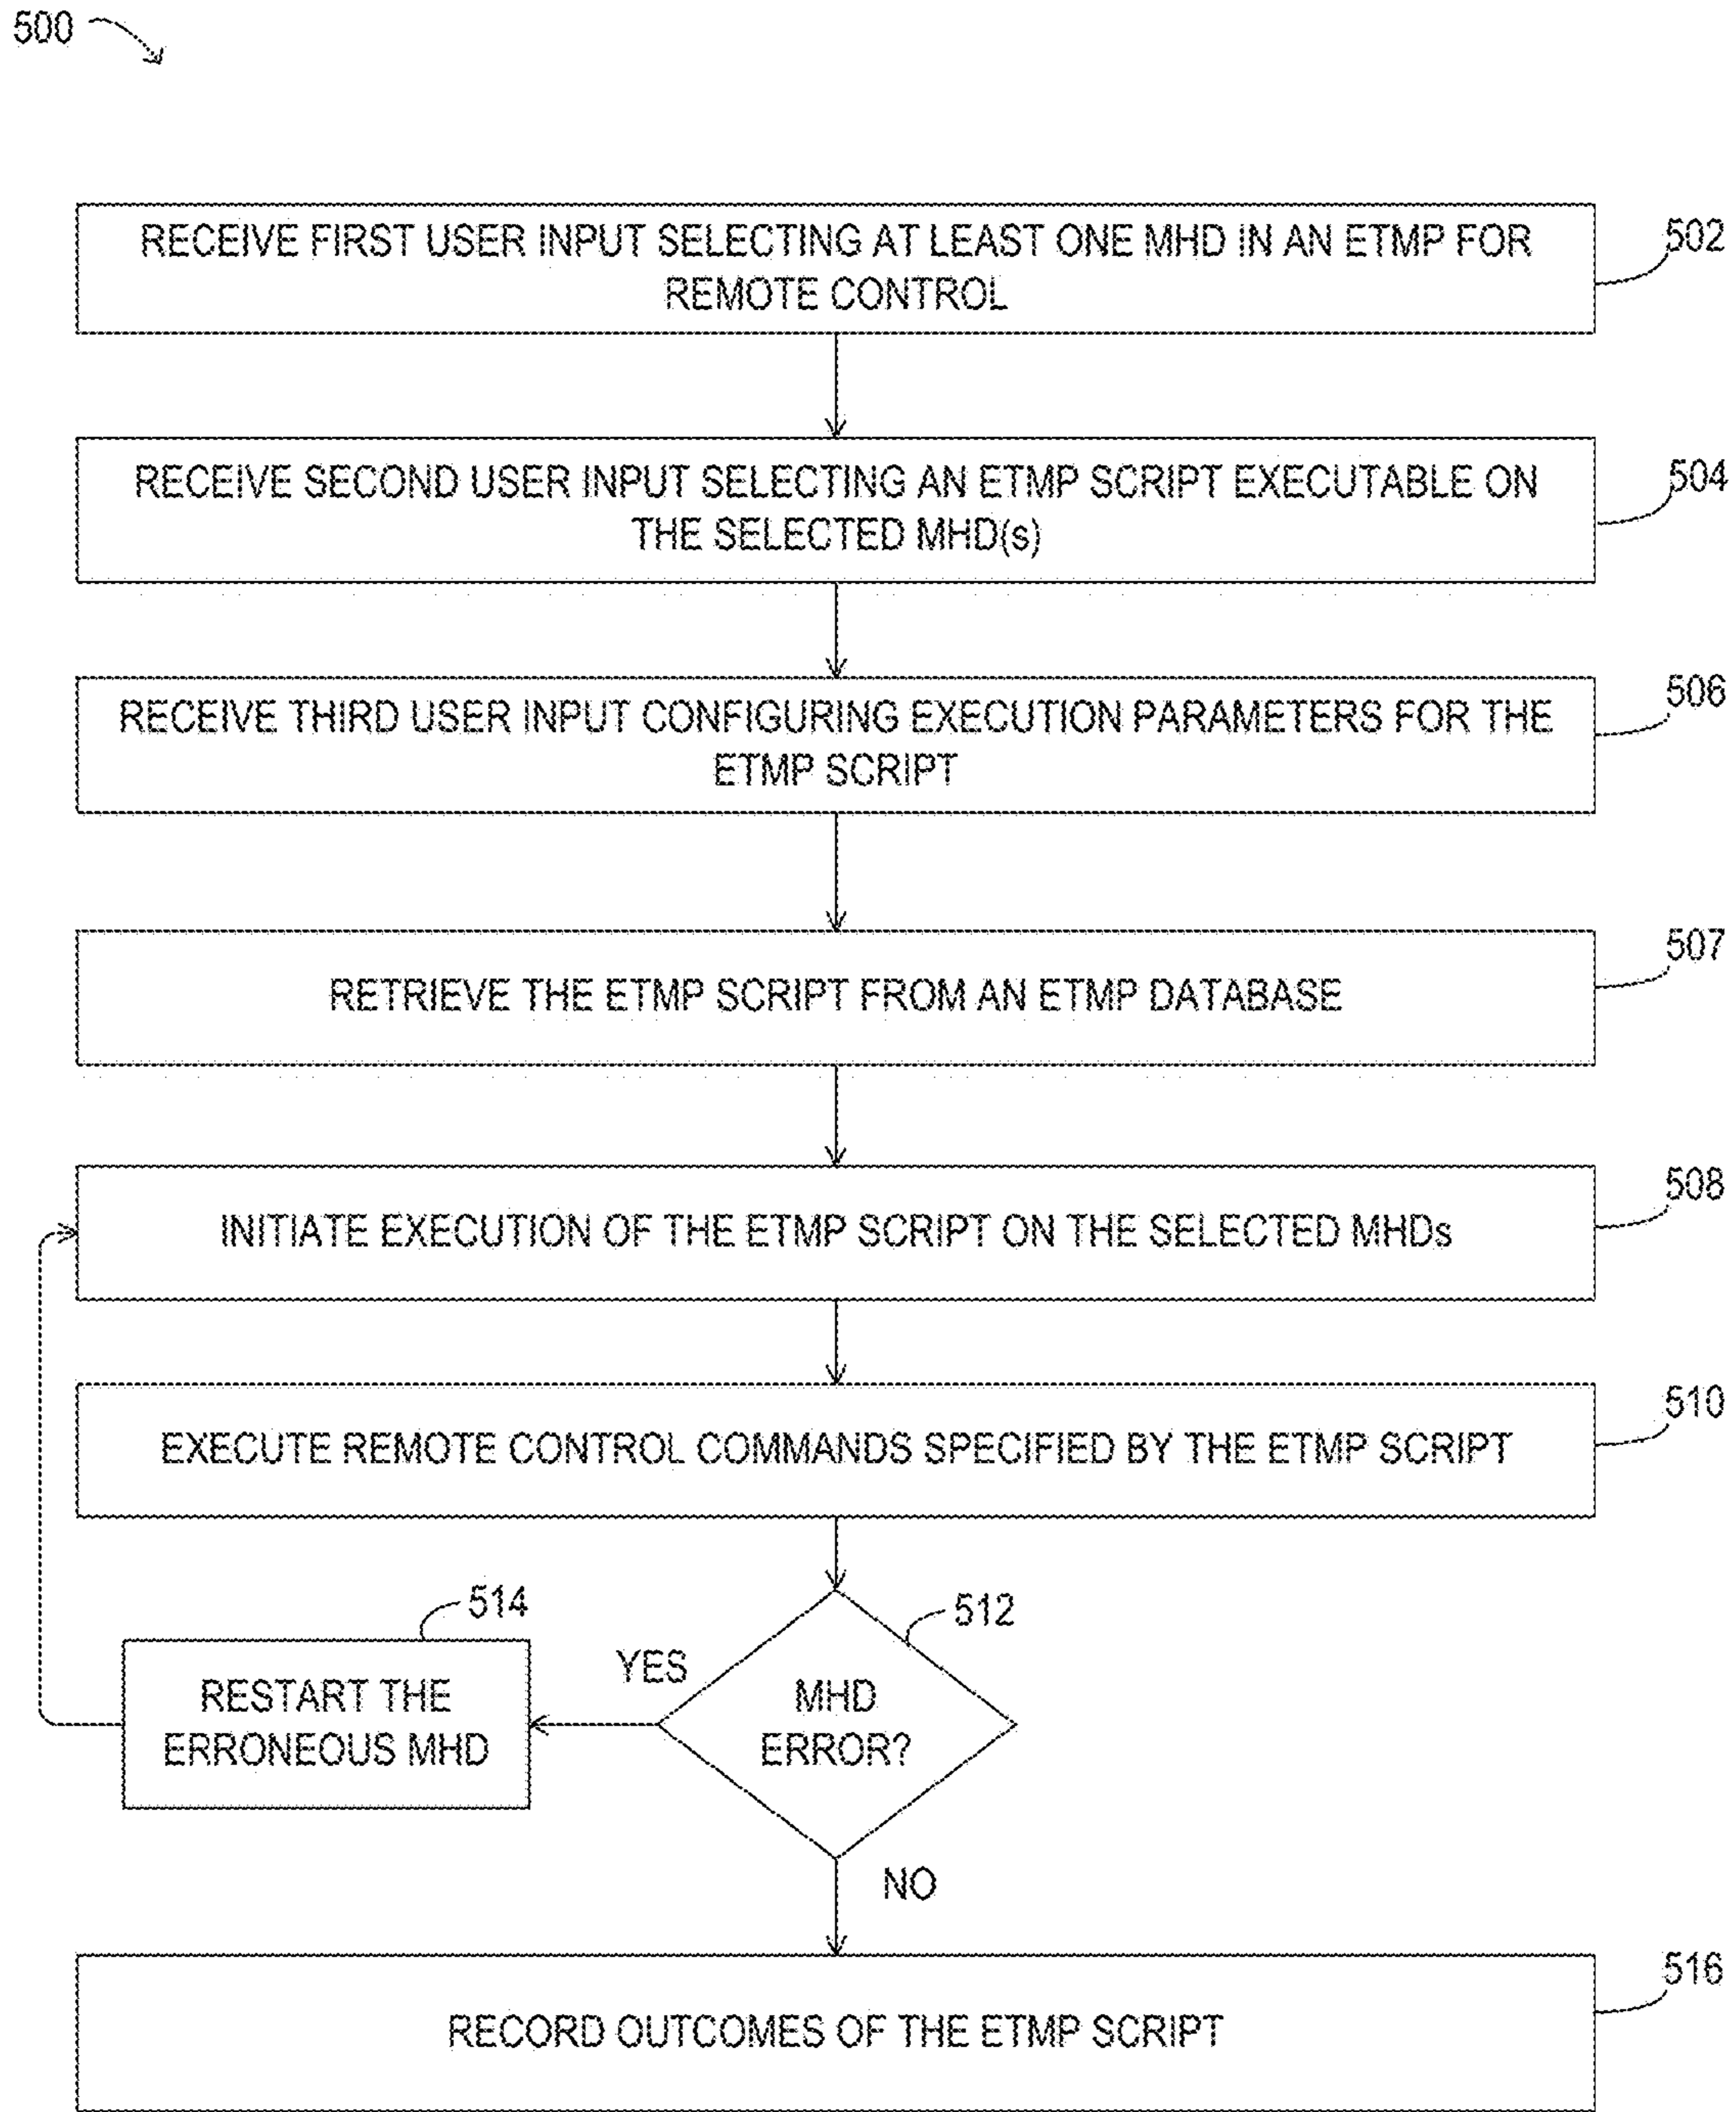 500
RECEIVE FIRST USER INPUT SELECTING AT LEAST ONE MHD IN AN ETMP FOR
REMOTE CONTROL
502
RECEIVE SECOND USER INPUT SELECTING AN ETMP SCRIPT EXECUTABLE ON
THE SELECTED MHD(s)
504
RECEIVE THIRD USER INPUT CONFIGURING EXECUTION PARAMETERS FOR THE
ETMP SCRIPT
506
RETRIEVE THE ETMP SCRIPT FROM AN ETMP DATABASE
507
INITIATE EXECUTION OF THE ETMP SCRIPT ON THE SELECTED MHDs
508
EXECUTE REMOTE CONTROL COMMANDS SPECIFIED BY THE ETMP SCRIPT
510
514
512
YES
RESTART THE
ERRONEOUS MHD
MHD
ERROR?
NO
RECORD OUTCOMES OF THE ETMP SCRIPT
516